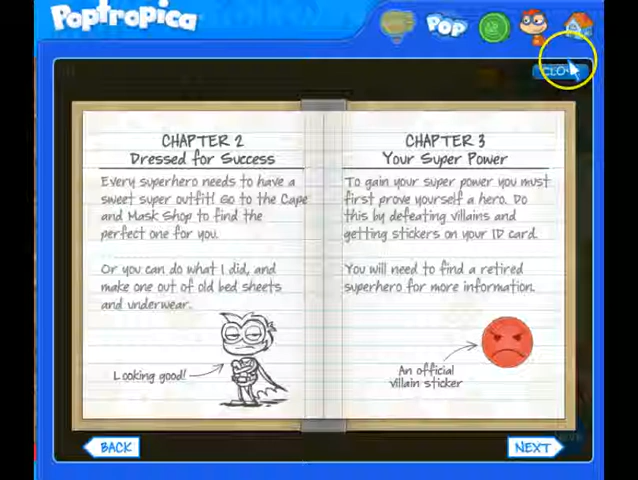 Poptropica
POP
CHAPTER 2
Dressed for Success
Every superhero needs to have a
sweet super outfit! Go to the Cape
and Mask Shop to find the
perfect one for you.
Or you can do what I did, and
make one out of old bed sheets
and underwear.
Looking good!
CHAPTER 3
Your Super Power
To gain your super power you must
first prove yourself a hero. Do
this by defeating villains and
getting stickers on your ID card.
You will need to find a retired
superhero for more information.
An official
villain sticker
BACK
NEXT